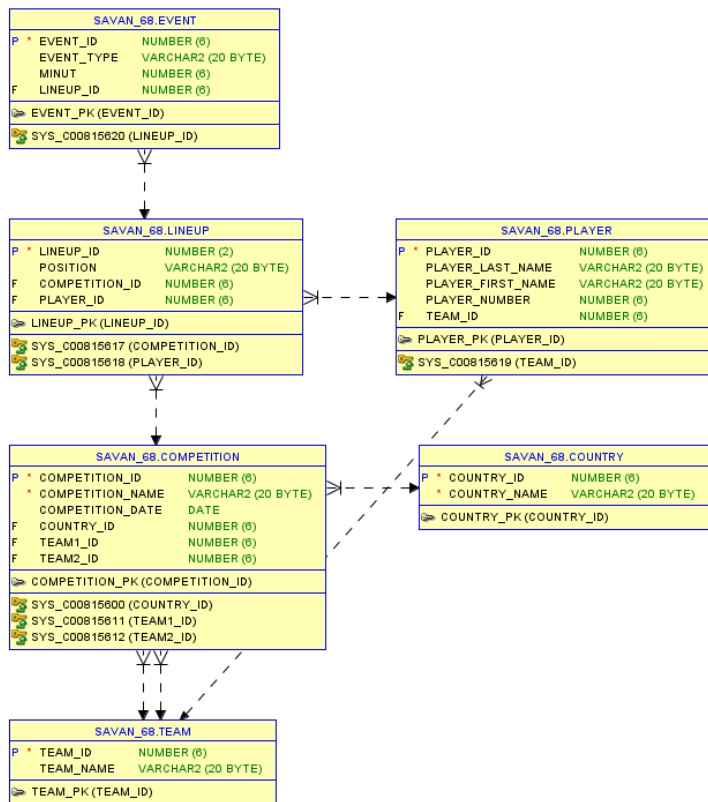 SAVAN_68.EVENT
P * EVENT_ID NUMBER (6)
EVENT_TYPE VARCHAR2 (20 BYTE)
MINUT NUMBER (6)
F LINEUP_ID NUMBER (6)
EVENT_PK (EVENT_ID)
SYS_C00815620 (LINEUP_ID)
SAVAN_68.LINEUP
P * LINEUP_ID NUMBER (2)
POSITION VARCHAR2 (20 BYTE)
F COMPETITION_ID NUMBER (6)
F PLAYER_ID NUMBER (6)
LINEUP_PK (LINEUP_ID)
SYS_C00815617 (COMPETITION_ID)
SYS_C00815618 (PLAYER_ID)
SAVAN_68.PLAYER
P * PLAYER_ID NUMBER (6)
PLAYER_LAST_NAME VARCHAR2 (20 BYTE)
PLAYER_FIRST_NAME VARCHAR2 (20 BYTE)
PLAYER_NUMBER NUMBER (6)
F TEAM_ID NUMBER (6)
PLAYER_PK (PLAYER_ID)
SYS_C00815619 (TEAM_ID)
SAVAN_68.COMPETITION
P * COMPETITION_ID NUMBER (6)
* COMPETITION_NAME VARCHAR2 (20 BYTE)
COMPETITION_DATE DATE
F COUNTRY_ID NUMBER (6)
F TEAM1_ID NUMBER (6)
F TEAM2_ID NUMBER (6)
COMPETITION_PK (COMPETITION_ID)
SYS_C00815600 (COUNTRY_ID)
SYS_C00815611 (TEAM1_ID)
SYS_C00815612 (TEAM2_ID)
SAVAN_68.COUNTRY
P * COUNTRY_ID NUMBER (6)
* COUNTRY_NAME VARCHAR2 (20 BYTE)
COUNTRY_PK (COUNTRY_ID)
SAVAN_68.TEAM
P * TEAM_ID NUMBER (6)
TEAM_NAME VARCHAR2 (20 BYTE)
TEAM_PK (TEAM_ID)